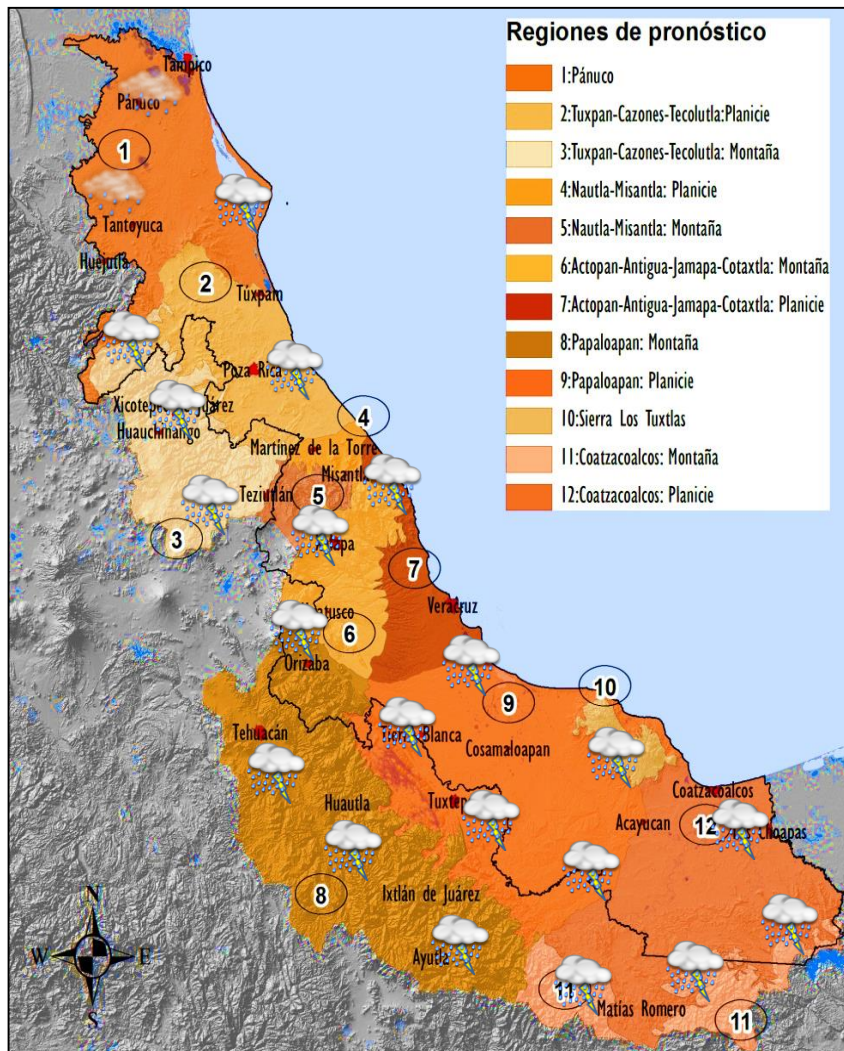 Regiones de pronóstico
1:Pánuco
2:Tuxpan-Cazones-Tecolutla:Planicie
3:Tuxpan-Cazones-Tecolutla: Montaña
4:Nautla-Misantla: Planicie
5:Nautla-Misantla: Montaña
6:Actopan-Antigua-Jamapa-Cotaxtla: Montaña
7:Actopan-Antigua-Jamapa-Cotaxtla: Planicie
8:Papaloapan: Montaña
9:Papaloapan: Planicie
10:Sierra Los Tuxtlas
11:Coatzacoalcos: Montaña
12:Coatzacoalcos: Planicie
Tampico
Pánuco
1
Tantoyuca
Huejutla
2
Túxpam
Poza Rica
Xicotepec Juárez
Huauchinango
4
Martínez de la Torre
Misantla
Teziutlán
5
3
7
Veracruz
6
Orizaba
10
9
Tehuacán
Blanca
Cosamaloapan
Coatzacoalcos
Huautla
Acayucan
12
Choapas
8
Ixtlán de Juárez
Ayutla
11
Matías Romero
11
N
W
E
S